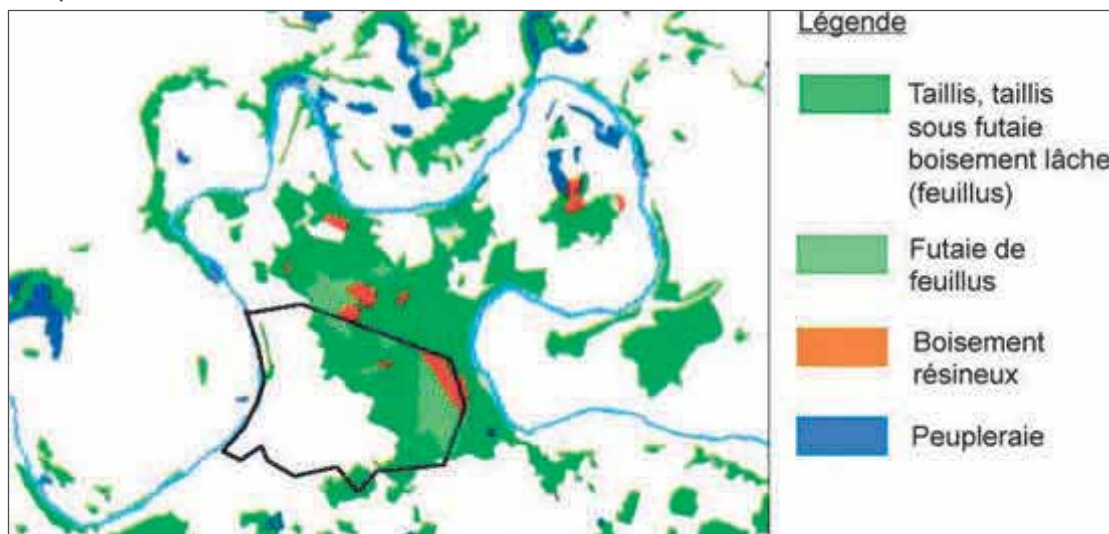 Légende
Taillis, taillis
sous futaie
boisement lâche
(feuillus)
Futaie de
feuillus
Boisement
résineux
Peupleraie